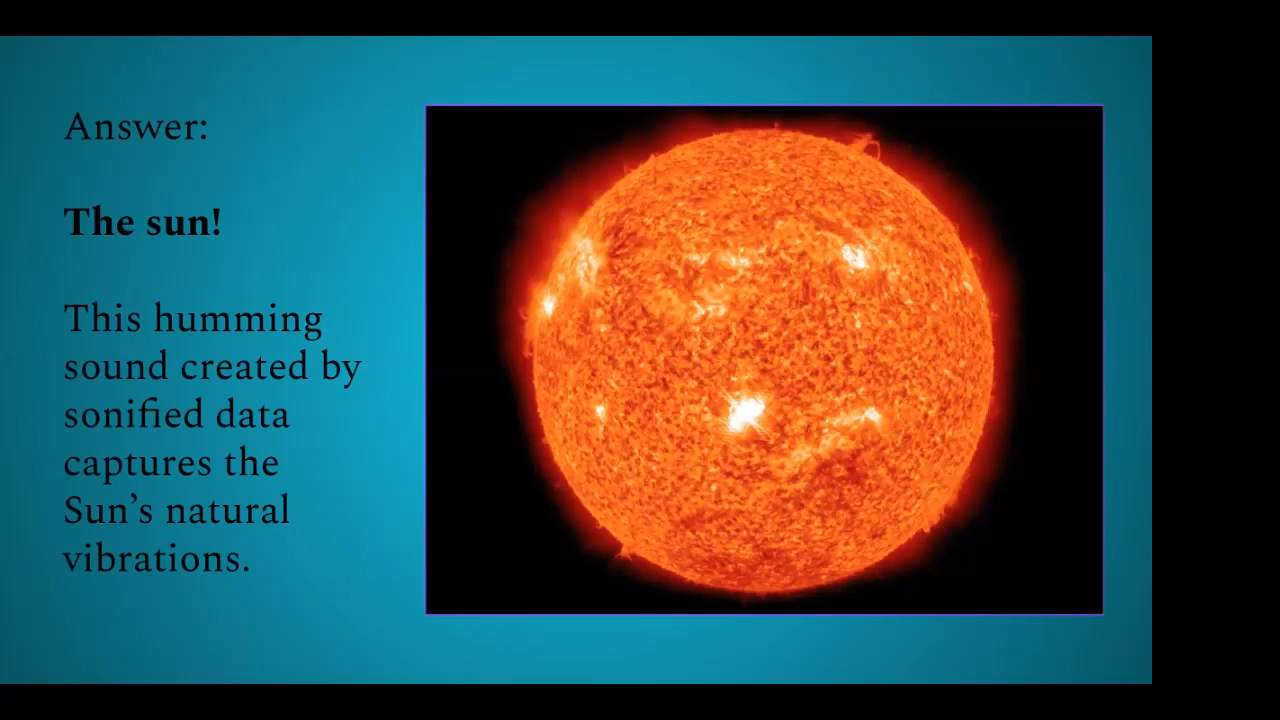 Answer:
The sun!
This humming
sound created by
sonified data
captures the
Sun’s natural
vibrations.